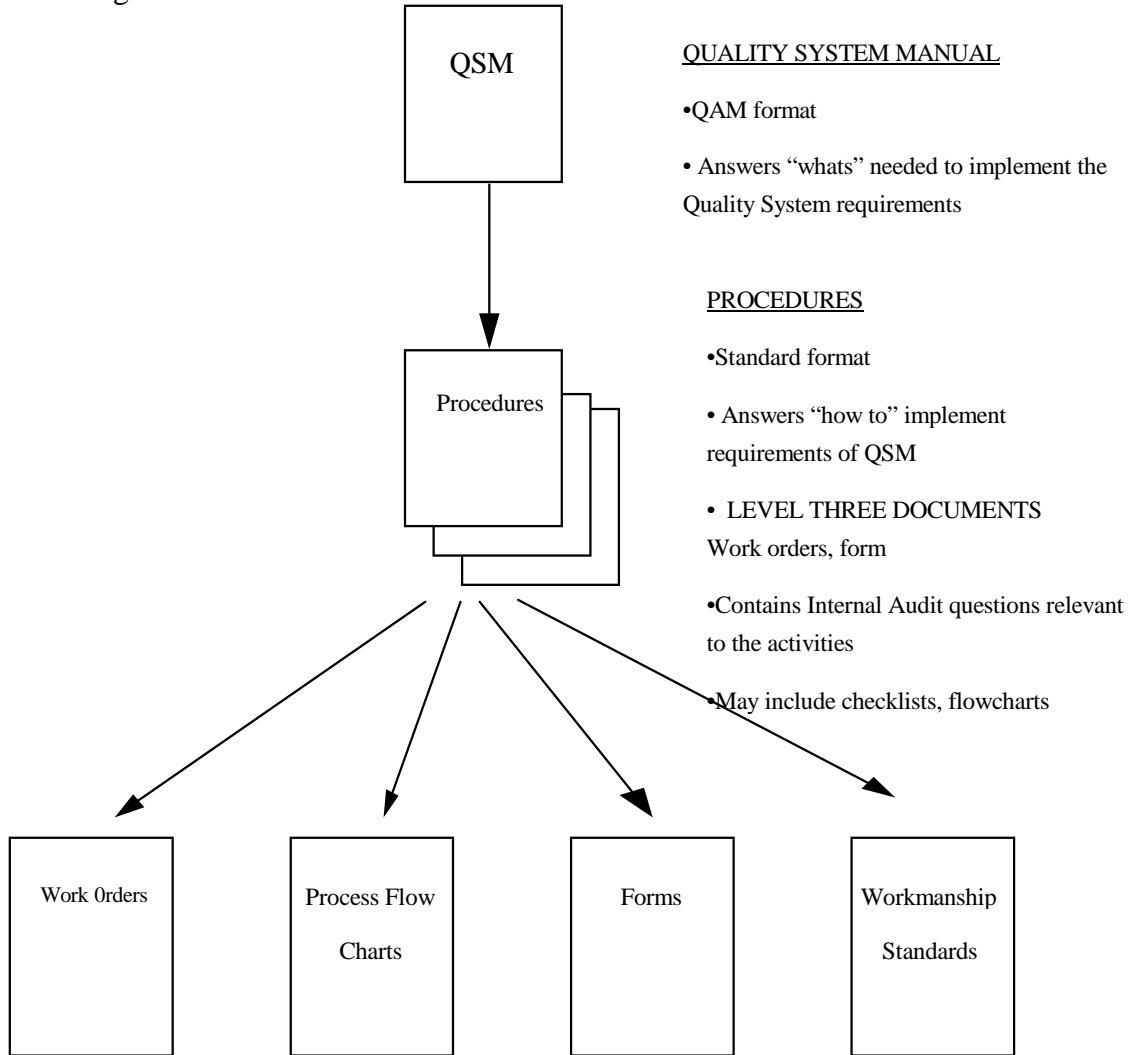 QSM
QUALITY SYSTEM MANUAL
•QAM format
• Answers “whats” needed to implement the
Quality System requirements
Procedures
PROCEDURES
•Standard format
• Answers “how to” implement
requirements of QSM
• LEVEL THREE DOCUMENTS
Work orders, form
•Contains Internal Audit questions relevant
to the activities
•May include checklists, flowcharts
Work 0rders
Process Flow
Charts
Forms
Workmanship
Standards